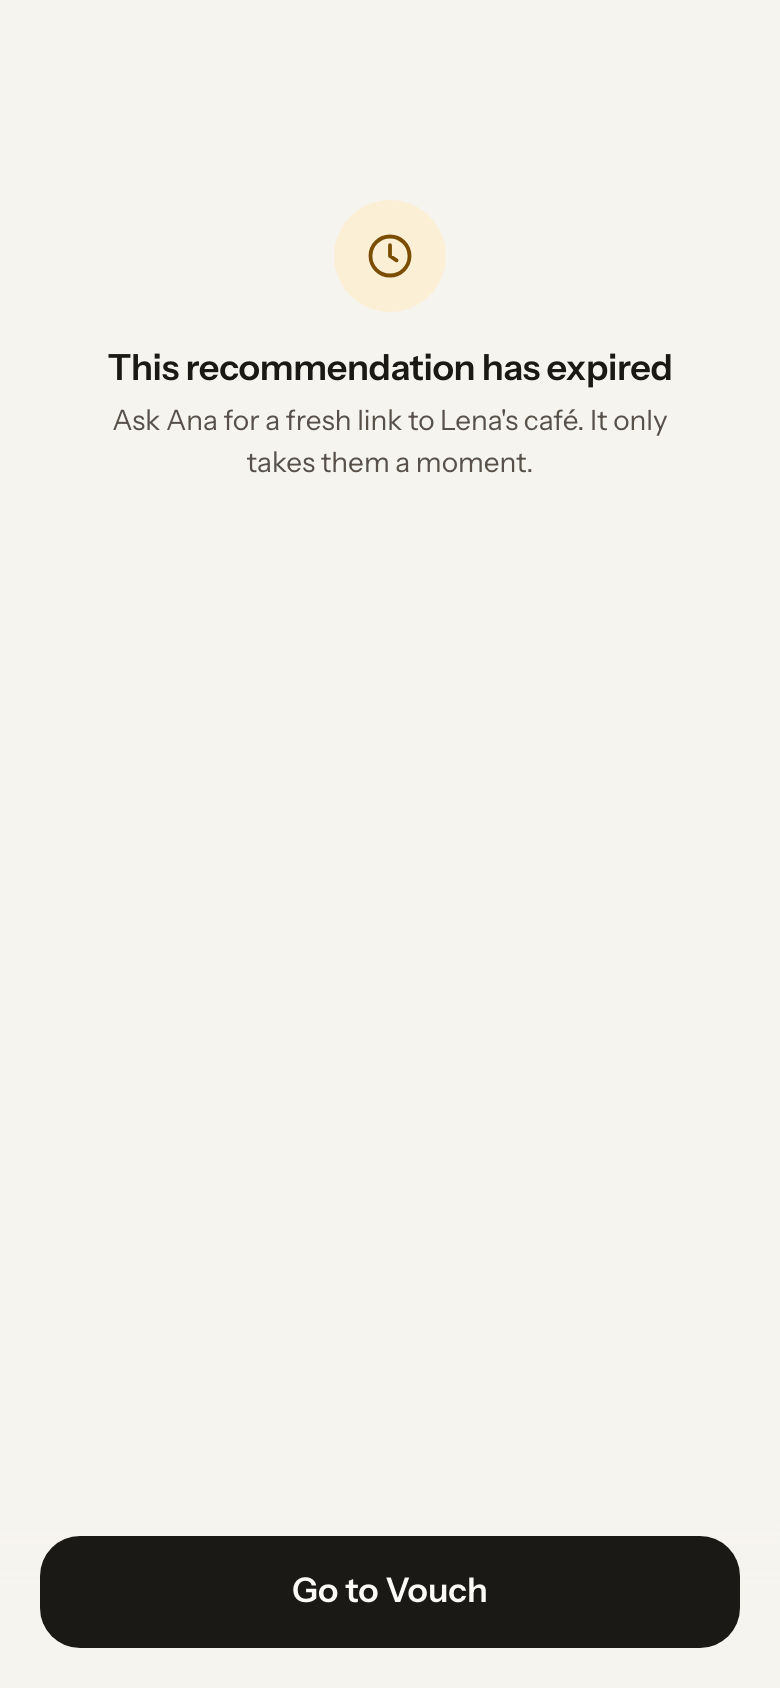 This recommendation has expired
Ask Ana for a fresh link to Lena's café. It only
takes them a moment.
Go to Vouch